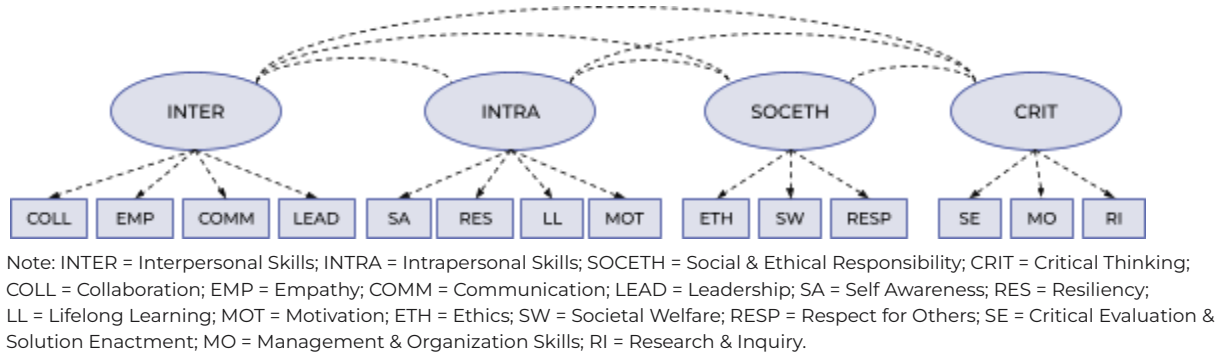 INTER INTRA SOCETH CRIT
COLL EMP COMM LEAD SA RES LL MOT ETH SW RESP SE MO RI
Note: INTER = Interpersonal Skills; INTRA = Intrapersonal Skills; SOCETH = Social & Ethical Responsibility; CRIT = Critical Thinking;
COLL = Collaboration; EMP = Empathy; COMM = Communication; LEAD = Leadership; SA = Self Awareness; RES = Resiliency;
LL = Lifelong Learning; MOT = Motivation; ETH = Ethics; SW = Societal Welfare; RESP = Respect for Others; SE = Critical Evaluation &
Solution Enactment; MO = Management & Organization Skills; RI = Research & Inquiry.